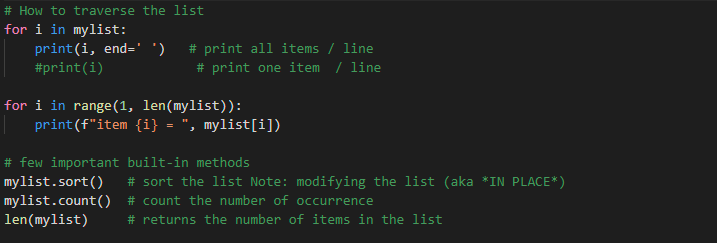 # How to traverse the list
for i in mylist:
    print(i, end=' ')   # print all items / line
    #print(i)            # print one item  / line
for i in range(1, len(mylist)):
    print(f"item {i} = ", mylist[i])
# few important built-in methods
mylist.sort()   # sort the list Note: modifying the list (aka *IN PLACE*)
mylist.count()  # count the number of occurrence
len(mylist)     # returns the number of items in the list